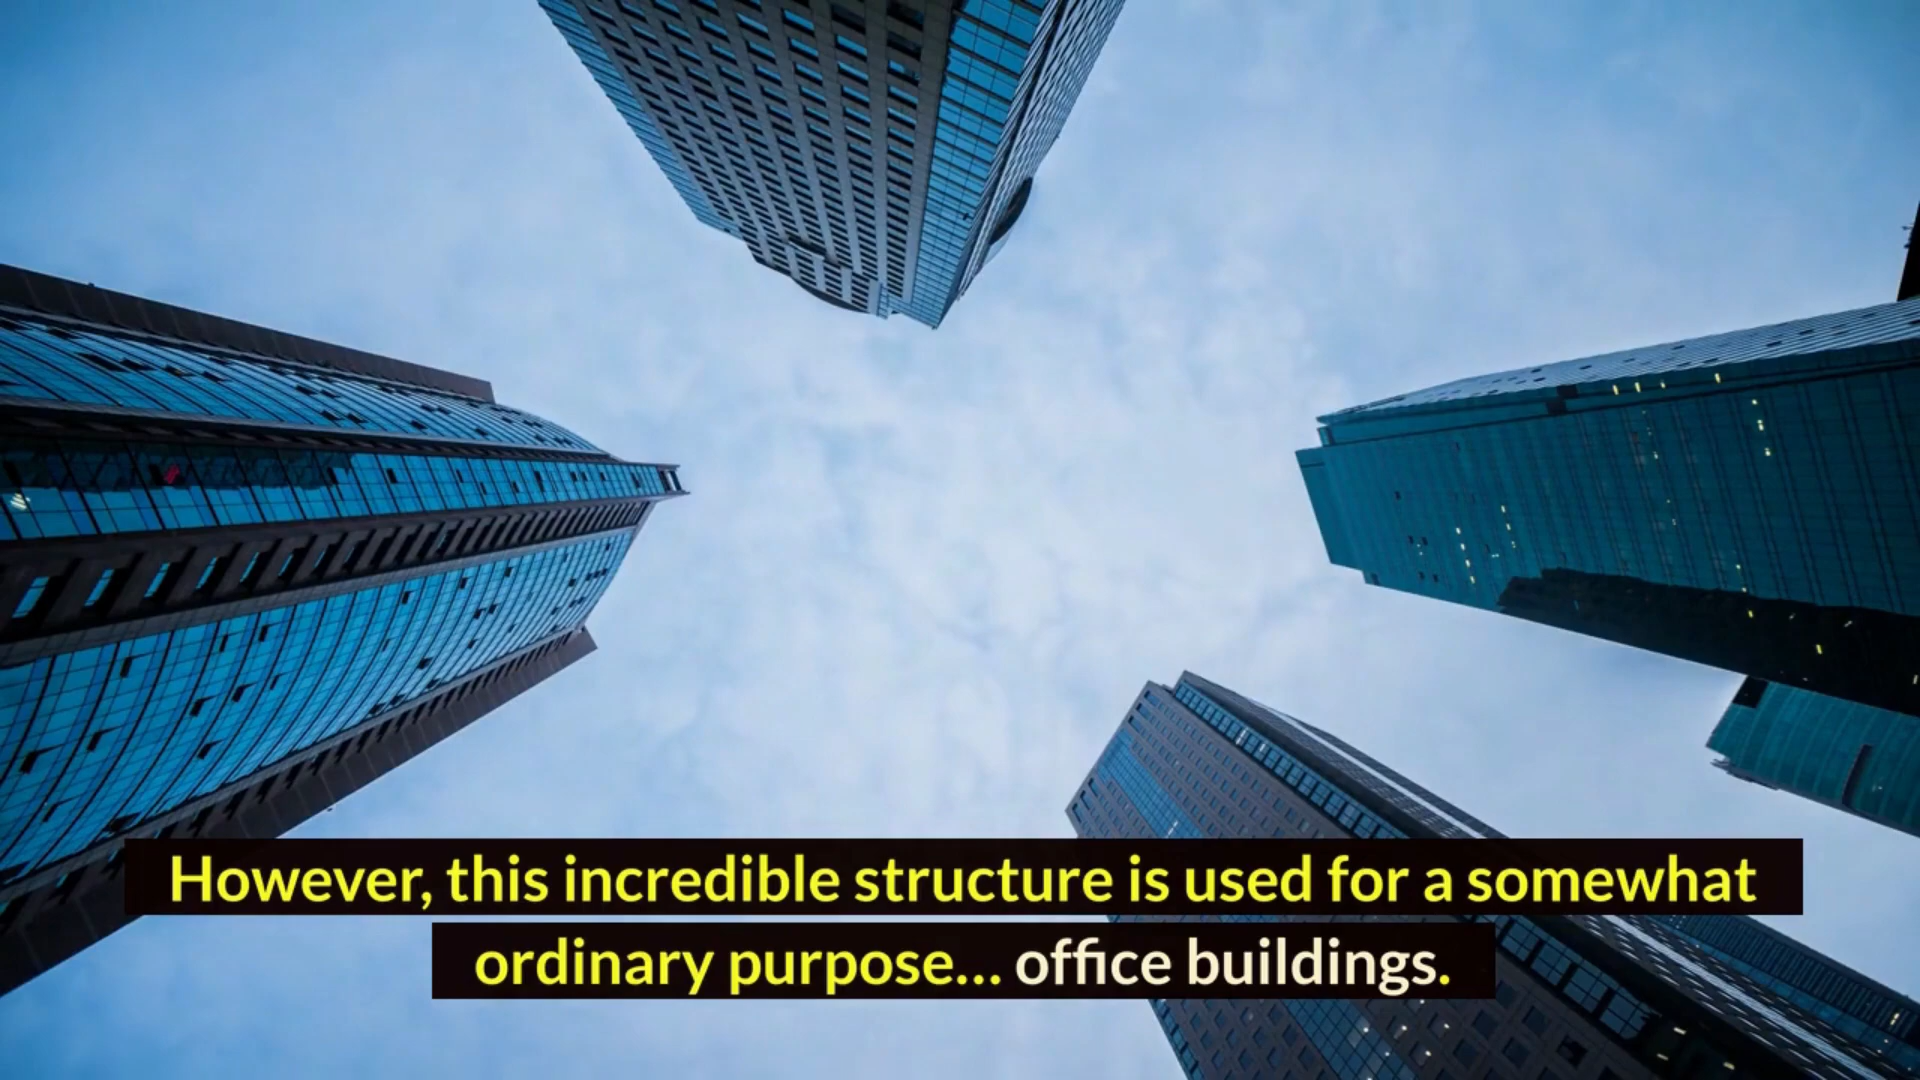 However, this incredible structure is used for a somewhat
ordinary purpose... office buildings.